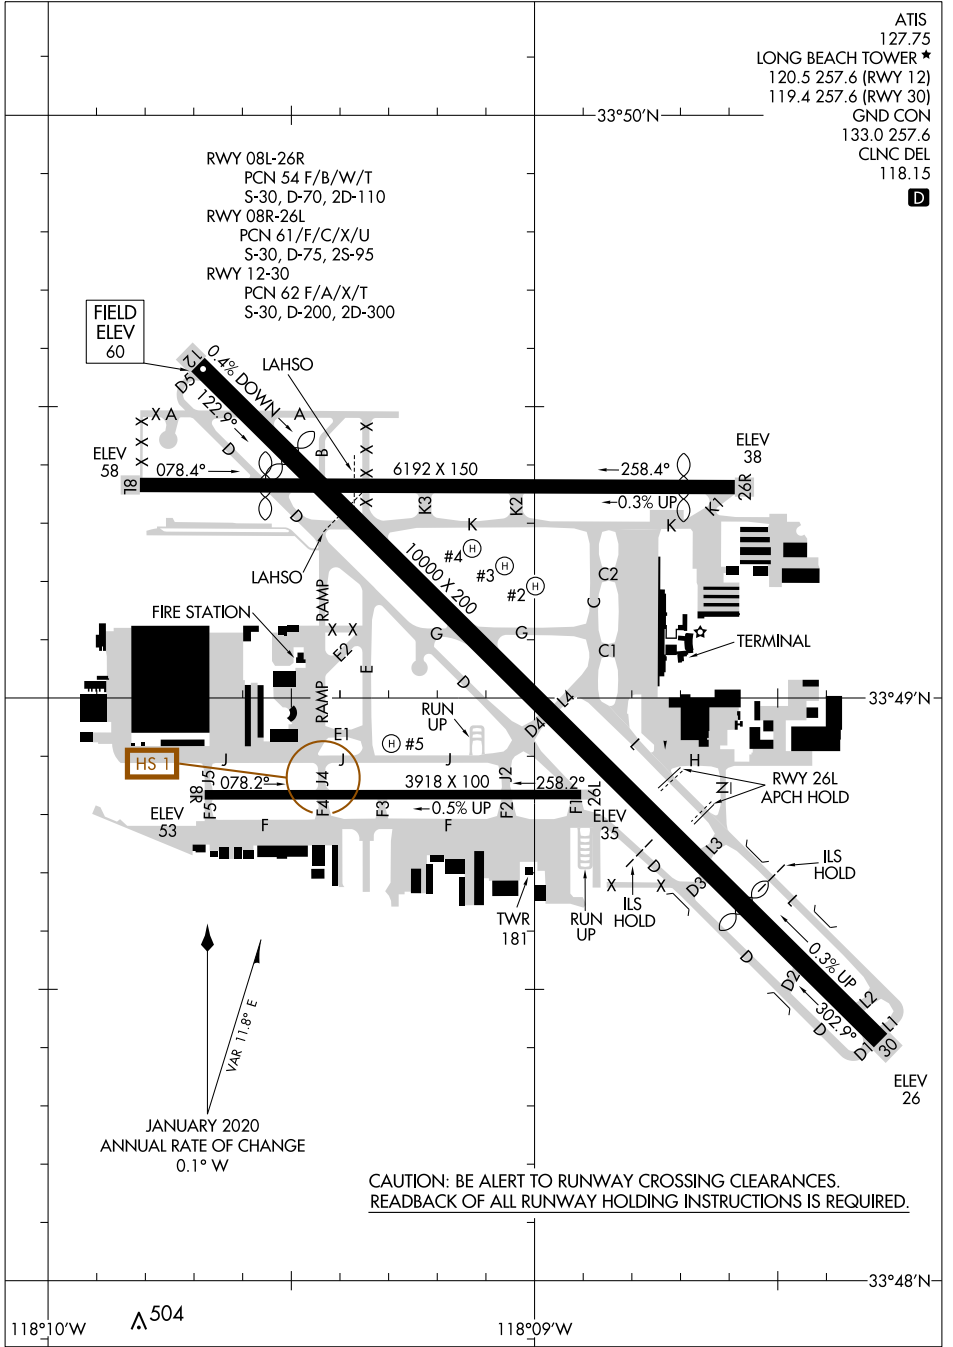 ATIS
127.75
LONG BEACH TOWER ★
120.5 257.6 (RWY 12)
119.4 257.6 (RWY 30)
GND CON
133.0 257.6
CLNC DEL
118.15
D
33°50'N
RWY 08L-26R
PCN 54 F/B/W/T
S-30, D-70, 2D-110
RWY 08R-26L
PCN 61/F/C/X/U
S-30, D-75, 2S-95
RWY 12-30
PCN 62 F/A/X/T
S-30, D-200, 2D-300
FIELD
ELEV
60
12
0.4% DOWN
LAHSO
D5
122.9°
X A
A
X
X
X
X
X
X
X
D
B
ELEV
58
8L
078.4°
6192 X 150
258.4°
ELEV
38
26R
0.3% UP
K3
K2
K1
D
K
K
LAHSO
10000 X 200
#4 H
#3 H
#2 H
C2
C
C1
RAMP
FIRE STATION
X X
E2
E
G
G
TERMINAL
D
RAMP
33°49'N
L4
D4
RUN
UP
E1
H #5
L
HS 1
J
J
J
H
N
RWY 26L
APCH HOLD
J5
J4
J2
8R
078.2°
3918 X 100
258.2°
26L
0.5% UP
F5
F4
F3
F2
F1
ELEV
53
F
F
ELEV
35
L3
D
D3
ILS
HOLD
X
X
ILS
HOLD
TWR
181
RUN
UP
L
0.3% UP
D
D2
302.9°
L2
L1
D
D1
30
ELEV
26
VAR 11.8° E
JANUARY 2020
ANNUAL RATE OF CHANGE
0.1° W
CAUTION: BE ALERT TO RUNWAY CROSSING CLEARANCES.
READBACK OF ALL RUNWAY HOLDING INSTRUCTIONS IS REQUIRED.
33°48'N
504
118°10'W
118°09'W